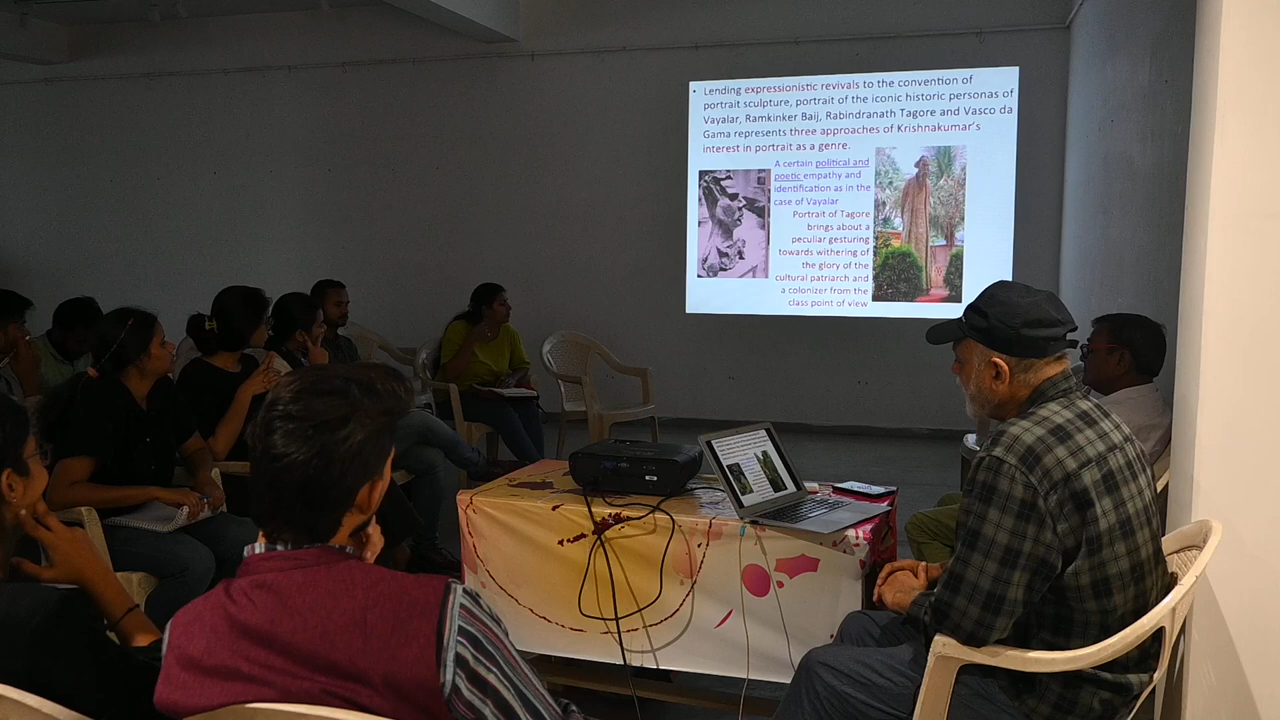 • Lending expressionistic revivals to the convention of
portrait sculpture, portrait of the iconic historic personas of
Vayalar, Ramkinker Baij, Rabindranath Tagore and Vasco da
Gama represents three approaches of Krishnakumar's
interest in portrait as a genre.
A certain political and
poetic empathy and
identification as in the
case of Vayalar
Portrait of Tagore
brings about a
peculiar gesturing
towards withering of
the glory of the
cultural patriarch and
a colonizer from the
class point of view